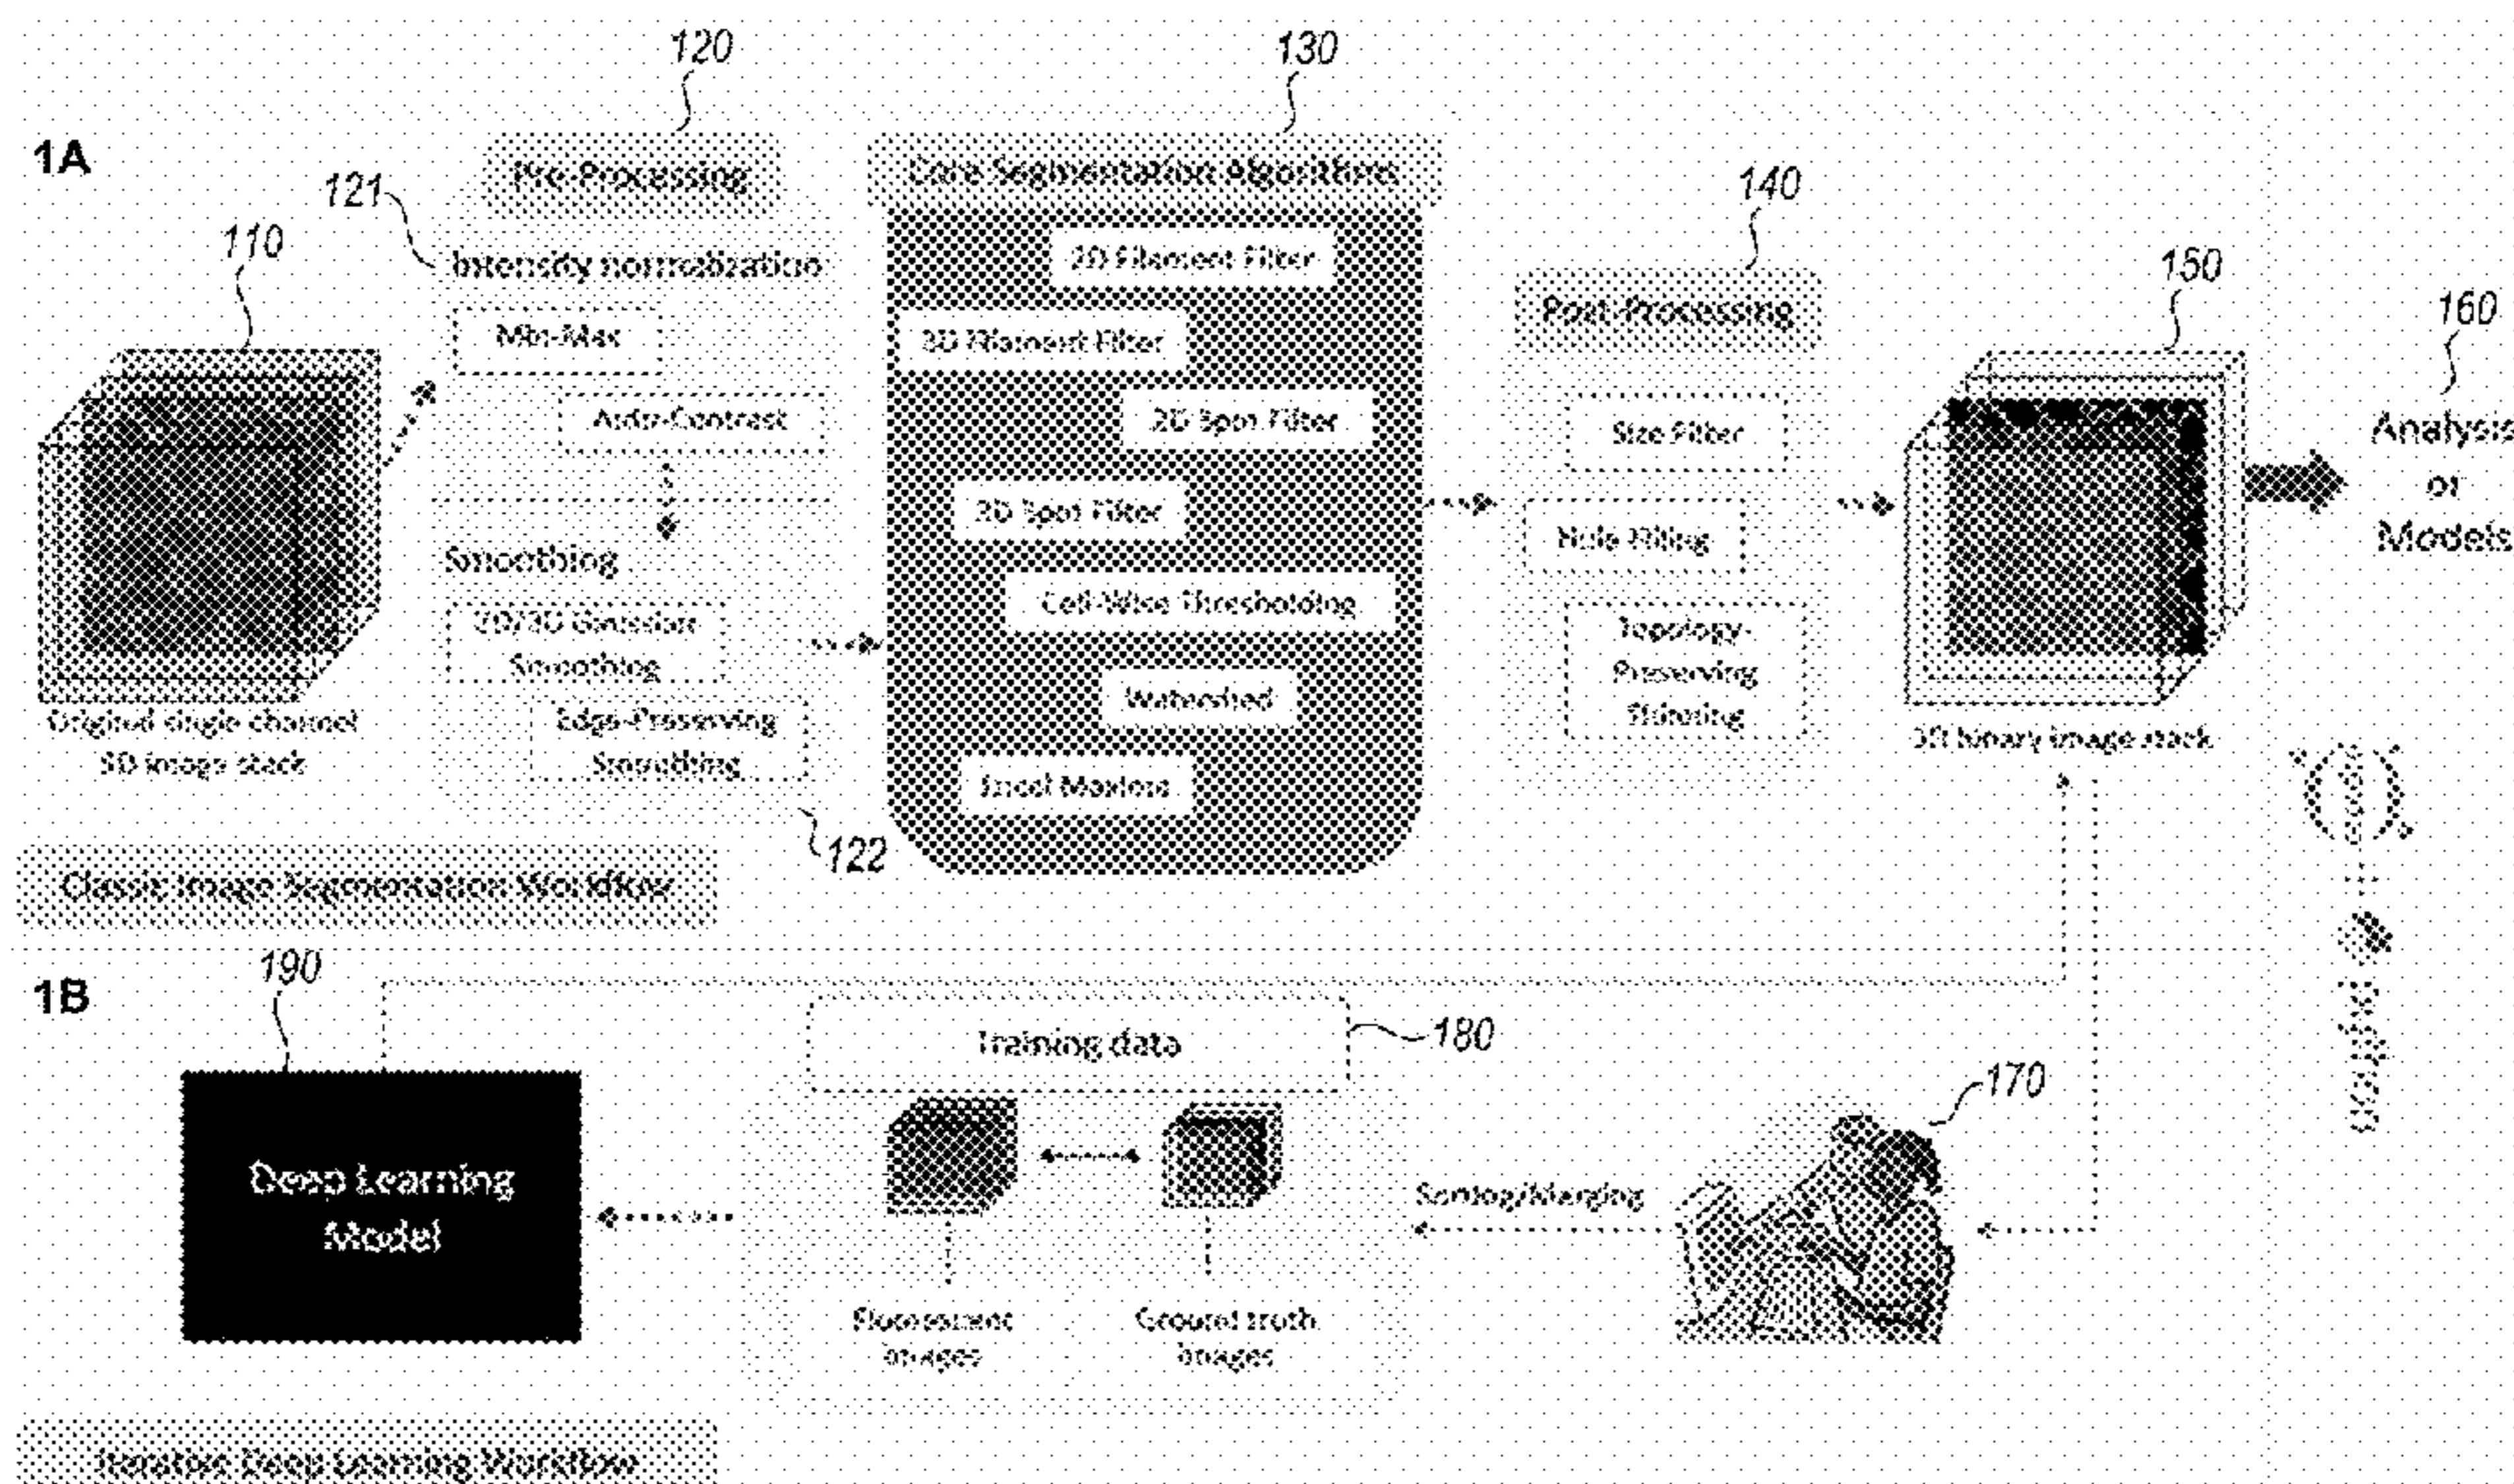 120
130
1A
Pre-Processing
Core Segmentation Algorithms
121
140
110
Intensity normalization
2D Filament Filter
150
160
Min-Max
3D Filament Filter
Post-Processing
Auto-Contrast
2D Spot Filter
Size Filter
Analysis
or
Models
3D Spot Filter
Hole Filling
Smoothing
2D/3D Gaussian
Smoothing
Cell-Wise Thresholding
Topology-
Preserving
Thinning
Watershed
Edge-Preserving
Smoothing
Original single channel
3D image stack
3D binary image stack
122
Classic Image Segmentation Workflow
190
1B
Training data
180
170
Deep Learning
Model
Sorting/Merging
Fluorescent
images
Ground truth
images
Iterative Deep Learning Workflow